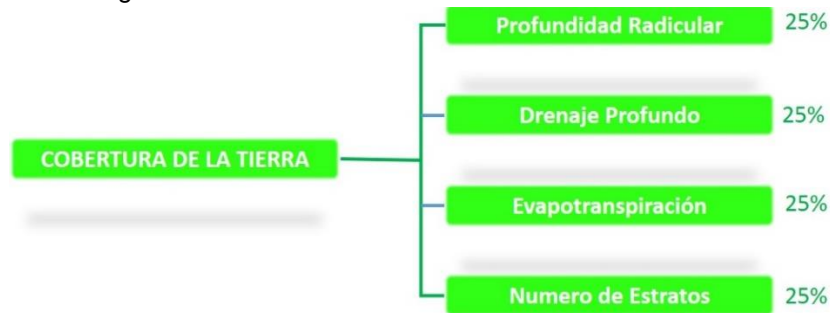 Profundidad Radicular 25%
Drenaje Profundo 25%
COBERTURA DE LA TIERRA
Evapotranspiración 25%
Numero de Estratos 25%